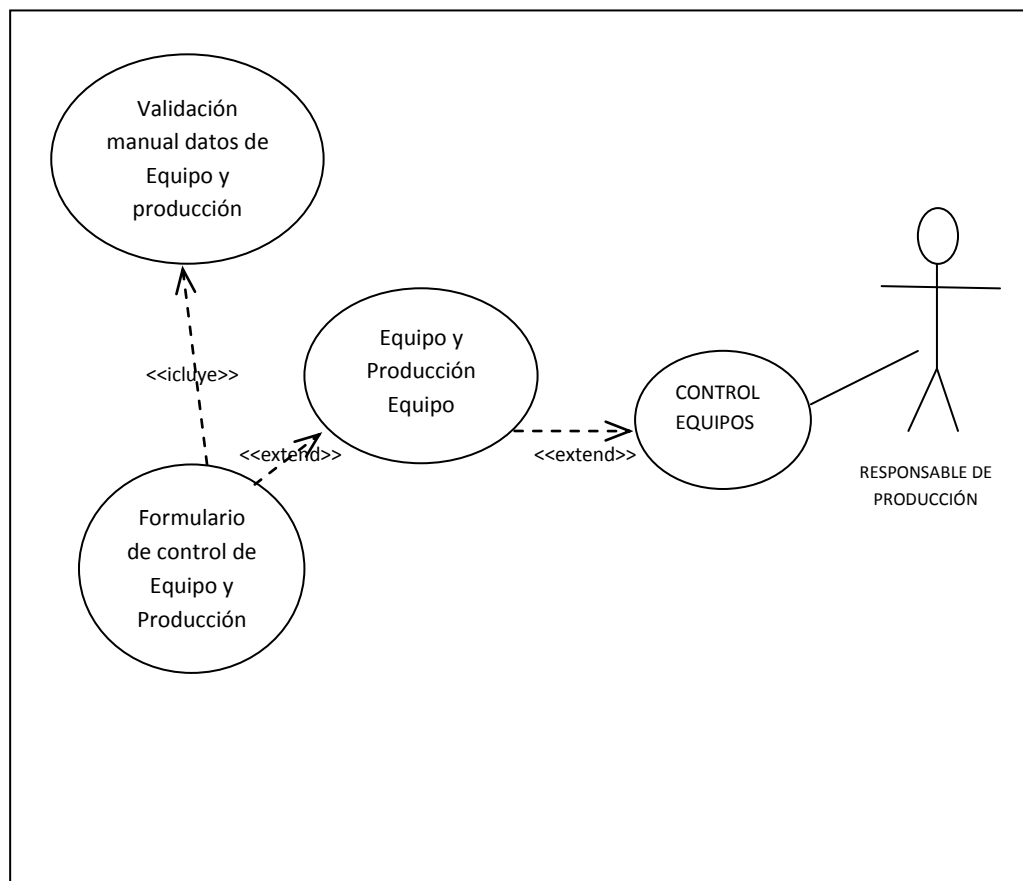 Validación
manual datos de
Equipo y
producción
<<icluye>>
Equipo y
Producción
Equipo
CONTROL
EQUIPOS
<<extend>>
<<extend>>
RESPONSABLE DE
PRODUCCIÓN
Formulario
de control de
Equipo y
Producción